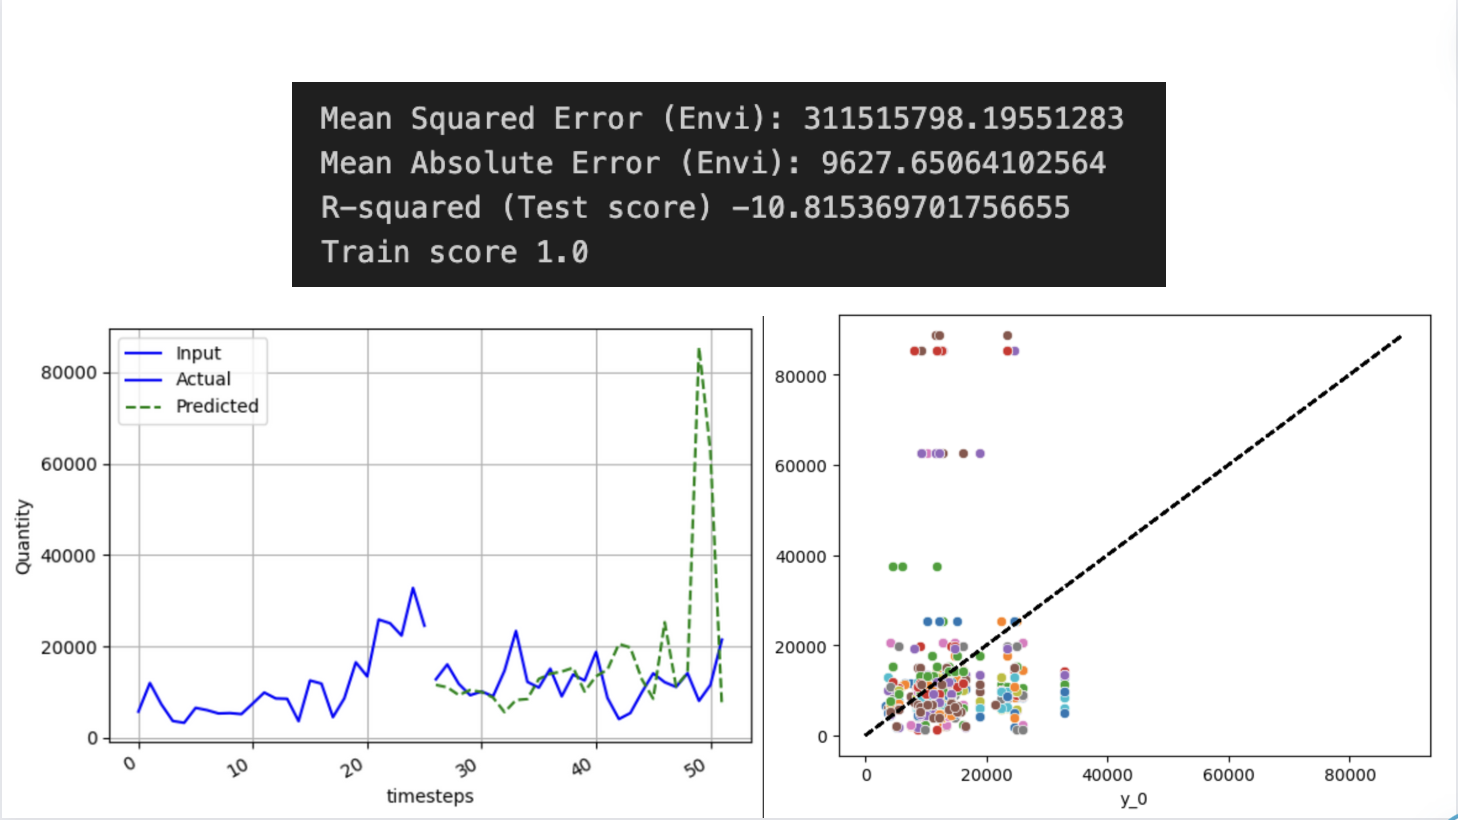 Mean Squared Error (Envi): 311515798.19551283
Mean Absolute Error (Envi): 9627.65064102564
R-squared (Test score) -10.815369701756655
Train score 1.0
Input
Actual
Predicted
80000
60000
40000
20000
0
Quantity
0
10
20
30
40
50
timesteps
80000
60000
40000
20000
0
0
20000
40000
60000
80000
y_0